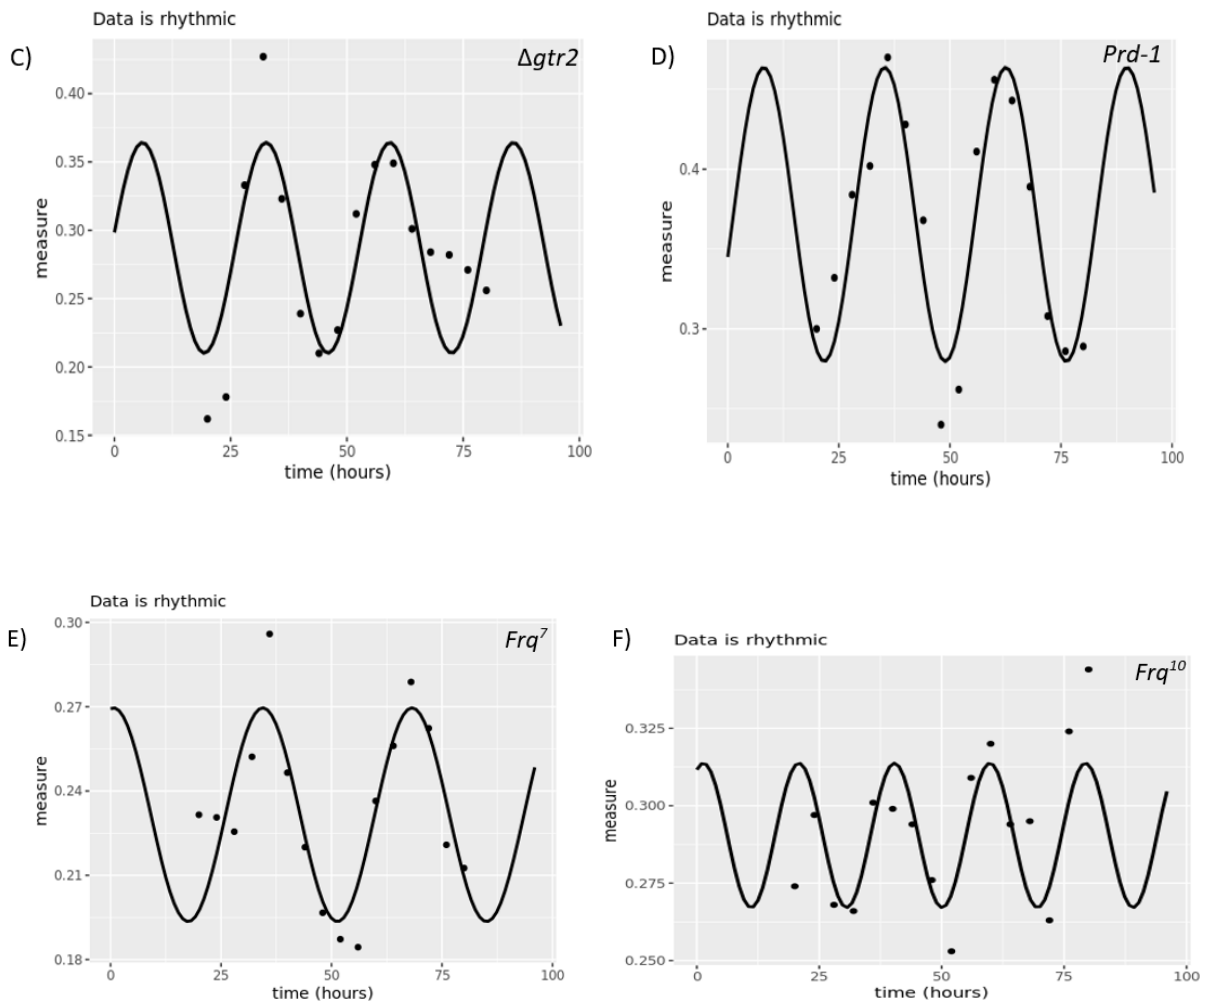 Data is rhythmic
C)
Δgtr2
measure
0.40
0.35
0.30
0.25
0.20
0.15
0 25 50 75 100
time (hours)
Data is rhythmic
D)
Prd-1
measure
0.4
0.3
0 25 50 75 100
time (hours)
Data is rhythmic
E)
Frq⁷
measure
0.30
0.27
0.24
0.21
0.18
0 25 50 75 100
time (hours)
Data is rhythmic
F)
Frq¹⁰
measure
0.325
0.300
0.275
0.250
0 25 50 75 100
time (hours)